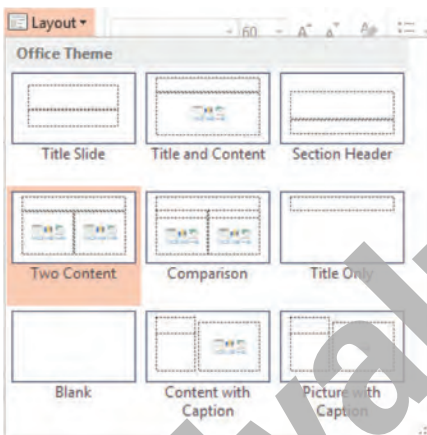 Layout
60
Office Theme
Title Slide
Title and Content
Section Header
Two Content
Comparison
Title Only
Blank
Content with Caption
Picture with Caption